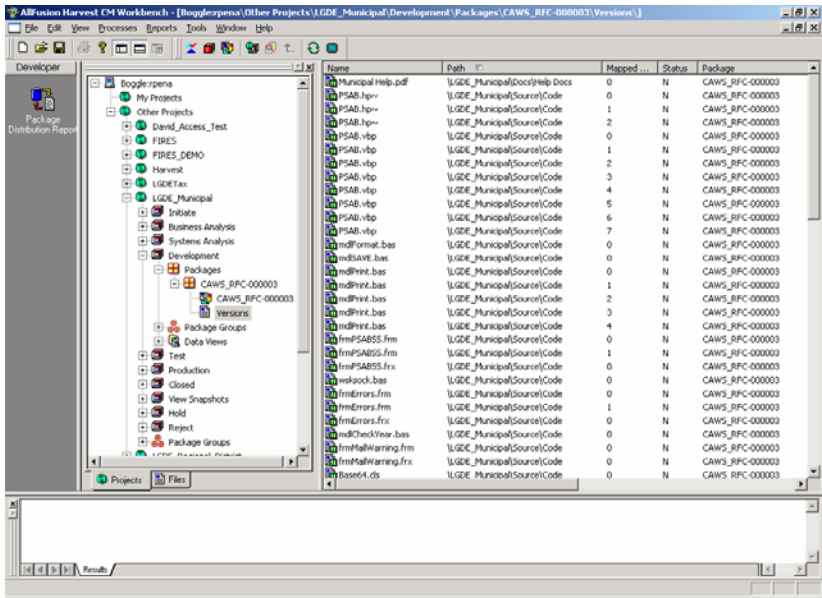 AllFusion Harvest CM Workbench - [Boggle:rpena\Other Projects\LGDE_Municipal\Development\Packages\CAWS_RFC-000003\Versions\]
File Edit View Processes Reports Tools Window Help
Developer
Package
Distribution Repor
Boggle:rpena
My Projects
Other Projects
David_Access_Test
FIRES
FIRES_DEMO
Harvest
LGDETax
LGDE_Municipal
Initiate
Business Analysis
Systems Analysis
Development
Packages
CAWS_RFC-000003
CAWS_RFC-000003
Versions
Package Groups
Data Views
Test
Production
Closed
View Snapshots
Hold
Reject
Package Groups
LGDE_Regional_District
Projects Files
Name Path Mapped ... Status Package
Municipal Help.pdf \LGDE_Municipal\Docs\Help Docs 0 N CAWS_RFC-000003
PSAB.hp~ \LGDE_Municipal\Source\Code 0 N CAWS_RFC-000003
PSAB.hp~ \LGDE_Municipal\Source\Code 1 N CAWS_RFC-000003
PSAB.hp~ \LGDE_Municipal\Source\Code 2 N CAWS_RFC-000003
PSAB.vbp \LGDE_Municipal\Source\Code 0 N CAWS_RFC-000003
PSAB.vbp \LGDE_Municipal\Source\Code 1 N CAWS_RFC-000003
PSAB.vbp \LGDE_Municipal\Source\Code 2 N CAWS_RFC-000003
PSAB.vbp \LGDE_Municipal\Source\Code 3 N CAWS_RFC-000003
PSAB.vbp \LGDE_Municipal\Source\Code 4 N CAWS_RFC-000003
PSAB.vbp \LGDE_Municipal\Source\Code 5 N CAWS_RFC-000003
PSAB.vbp \LGDE_Municipal\Source\Code 6 N CAWS_RFC-000003
PSAB.vbp \LGDE_Municipal\Source\Code 7 N CAWS_RFC-000003
mdlFormat.bas \LGDE_Municipal\Source\Code 0 N CAWS_RFC-000003
mdlSAVE.bas \LGDE_Municipal\Source\Code 0 N CAWS_RFC-000003
mdlPrint.bas \LGDE_Municipal\Source\Code 0 N CAWS_RFC-000003
mdlPrint.bas \LGDE_Municipal\Source\Code 1 N CAWS_RFC-000003
mdlPrint.bas \LGDE_Municipal\Source\Code 2 N CAWS_RFC-000003
mdlPrint.bas \LGDE_Municipal\Source\Code 3 N CAWS_RFC-000003
mdlPrint.bas \LGDE_Municipal\Source\Code 4 N CAWS_RFC-000003
frmPSABSS.frm \LGDE_Municipal\Source\Code 0 N CAWS_RFC-000003
frmPSABSS.frm \LGDE_Municipal\Source\Code 1 N CAWS_RFC-000003
frmPSABSS.frx \LGDE_Municipal\Source\Code 0 N CAWS_RFC-000003
wsksock.bas \LGDE_Municipal\Source\Code 0 N CAWS_RFC-000003
frmErrors.frm \LGDE_Municipal\Source\Code 0 N CAWS_RFC-000003
frmErrors.frm \LGDE_Municipal\Source\Code 1 N CAWS_RFC-000003
frmErrors.frx \LGDE_Municipal\Source\Code 0 N CAWS_RFC-000003
mdlCheckYear.bas \LGDE_Municipal\Source\Code 0 N CAWS_RFC-000003
frmMailWarning.frm \LGDE_Municipal\Source\Code 0 N CAWS_RFC-000003
frmMailWarning.frx \LGDE_Municipal\Source\Code 0 N CAWS_RFC-000003
Base64.cls \LGDE_Municipal\Source\Code 0 N CAWS_RFC-000003
Results